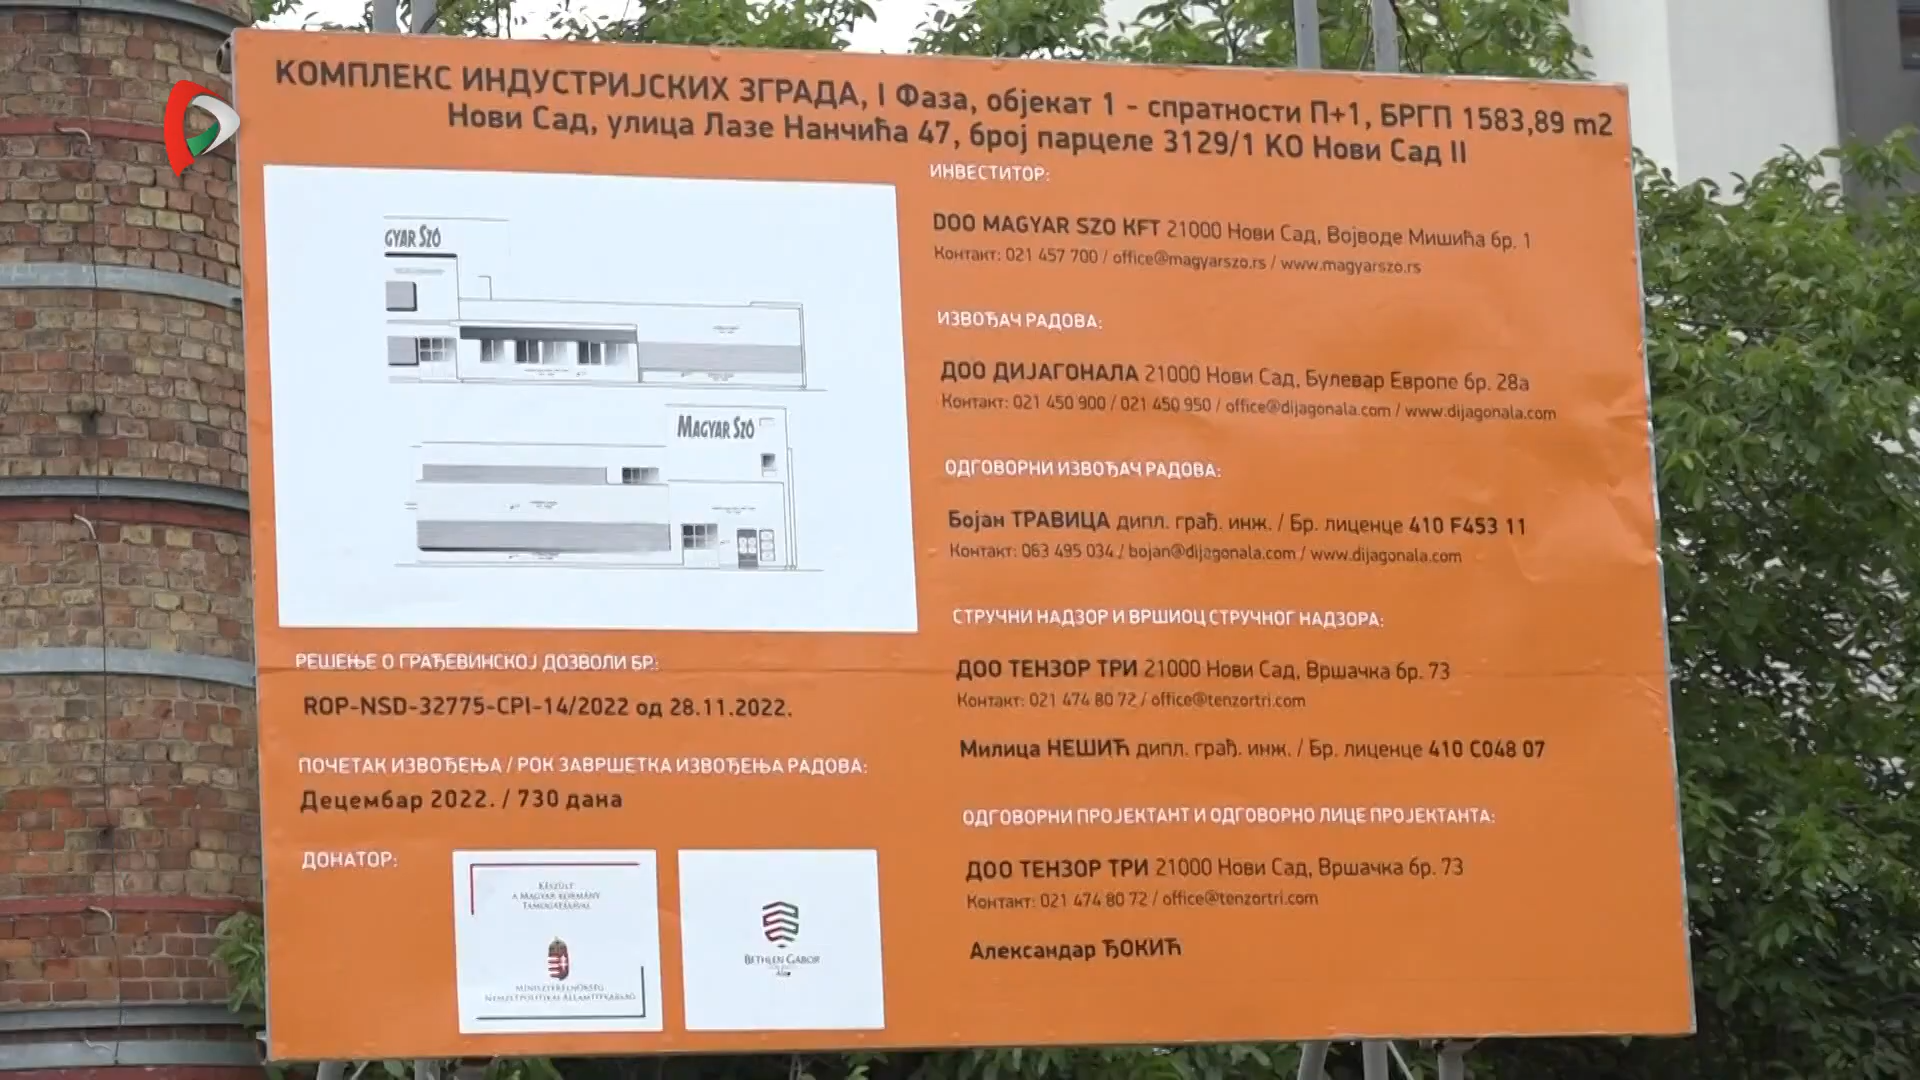 КОМПЛЕКС ИНДУСТРИЈСКИХ ЗГРАДА, I Фаза, објекат 1 - спратности П+1, БРГП 1583,89 m2
Нови Сад, улица Лазе Нанчића 47, број парцеле 3129/1 КО Нови Сад II
GYAR SZÓ
MAGYAR SZÓ
РЕШЕЊЕ О ГРАЂЕВИНСКОЈ ДОЗВОЛИ БР.:
ROP-NSD-32775-CPI-14/2022 од 28.11.2022.
ПОЧЕТАК ИЗВОЂЕЊА / РОК ЗАВРШЕТКА ИЗВОЂЕЊА РАДОВА:
Децембар 2022. / 730 дана
ДОНАТОР:
KÉSZÜLT
A MAGYAR KORMÁNY
TÁMOGATÁSÁVAL
MINISZTERELNÖKSÉG
NEMZETPOLITIKAI ÁLLAMTITKÁRSÁG
BETHLEN GÁBOR
Alap
ИНВЕСТИТОР:
DOO MAGYAR SZO KFT 21000 Нови Сад, Војводе Мишића бр. 1
Контакт: 021 457 700 / office@magyarszo.rs / www.magyarszo.rs
ИЗВОЂАЧ РАДОВА:
ДОО ДИЈАГОНАЛА 21000 Нови Сад, Булевар Европе бр. 28а
Контакт: 021 450 900 / 021 450 950 / office@dijagonala.com / www.dijagonala.com
ОДГОВОРНИ ИЗВОЂАЧ РАДОВА:
Бојан ТРАВИЦА дипл. грађ. инж. / Бр. лиценце 410 F453 11
Контакт: 063 495 034 / bojan@dijagonala.com / www.dijagonala.com
СТРУЧНИ НАДЗОР И ВРШИОЦ СТРУЧНОГ НАДЗОРА:
ДОО ТЕНЗОР ТРИ 21000 Нови Сад, Вршачка бр. 73
Контакт: 021 474 80 72 / office@tenzortri.com
Милица НЕШИЋ дипл. грађ. инж. / Бр. лиценце 410 C048 07
ОДГОВОРНИ ПРОЈЕКТАНТ И ОДГОВОРНО ЛИЦЕ ПРОЈЕКТАНТА:
ДОО ТЕНЗОР ТРИ 21000 Нови Сад, Вршачка бр. 73
Контакт: 021 474 80 72 / office@tenzortri.com
Александар ЂОКИЋ